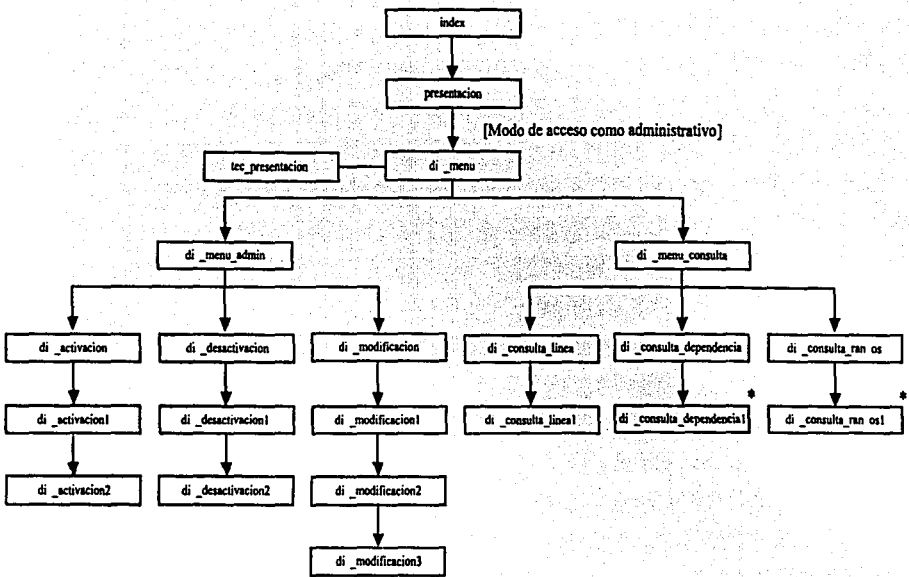 index
presentacion
[Modo de acceso como administrativo]
tec_presentacion
di _menu
di _menu_admin
di _menu_consulta
di _activacion
di _desactivacion
di _modificacion
di _consulta_linea
di _consulta_dependencia
di _consulta_ran os
*
*
di _activacion1
di _desactivacion1
di _modificacion1
di _consulta_linea1
di _consulta_dependencia1
di _consulta_ran os1
di _activacion2
di _desactivacion2
di _modificacion2
di _modificacion3